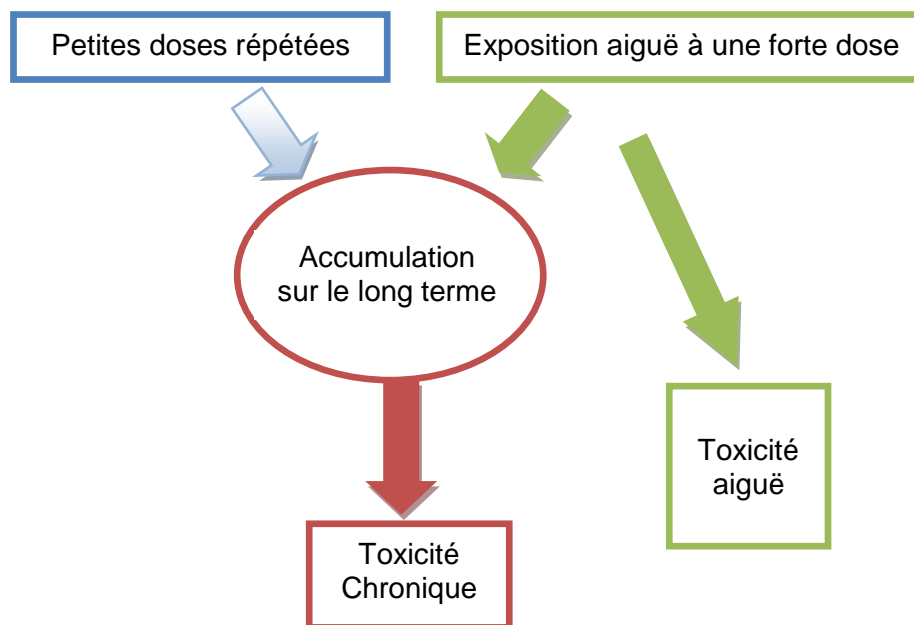 Petites doses répétées
Exposition aiguë à une forte dose
Accumulation
sur le long terme
Toxicité
aiguë
Toxicité
Chronique